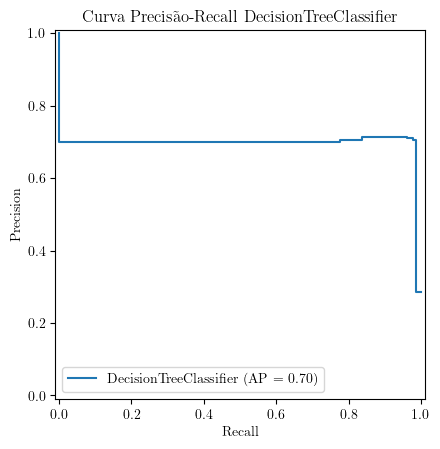 Curva Precisão-Recall DecisionTreeClassifier
1.0
0.8
0.6
0.4
0.2
0.0
Precision
DecisionTreeClassifier (AP = 0.70)
0.0 0.2 0.4 0.6 0.8 1.0
Recall